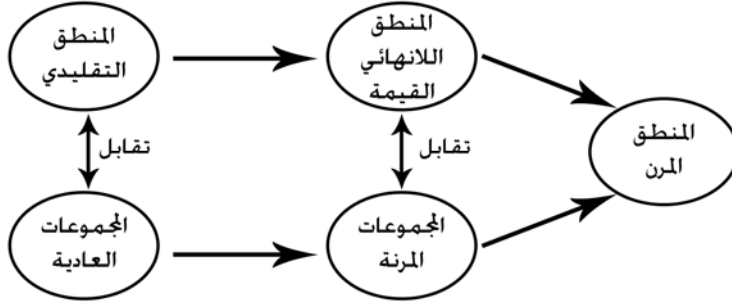 المنطق
التقليدي
المنطق
اللانهائي
القيمة
المنطق
المرن
تقابل
تقابل
المجموعات
العادية
المجموعات
المرنة